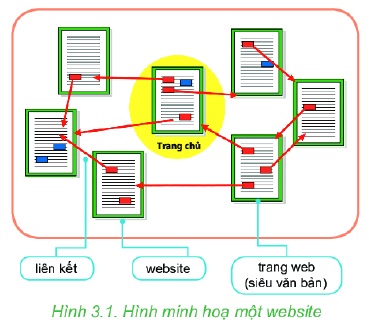 Trang chủ
liên kết
website
trang web
(siêu văn bản)
Hình 3.1. Hình minh hoạ một website